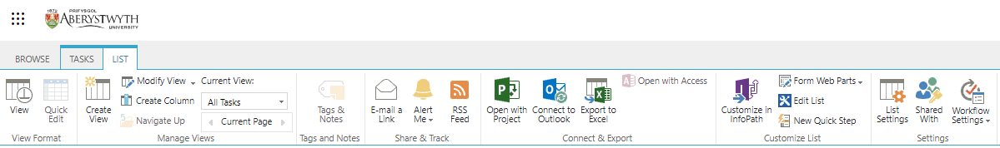 1872
PRIFYSGOL
ABERYSTWYTH
UNIVERSITY
BROWSE
TASKS
LIST
View
Quick
Edit
View Format
Create
View
Modify View
Create Column
Navigate Up
Current View:
All Tasks
Current Page
Manage Views
Tags &
Notes
Tags and Notes
E-mail a
Link
Alert
Me
RSS
Feed
Share & Track
Open with
Project
Connect to
Outlook
Export to
Excel
Open with Access
Connect & Export
Customize in
InfoPath
Form Web Parts
Edit List
New Quick Step
Customize List
List
Settings
Shared
With
Workflow
Settings
Settings